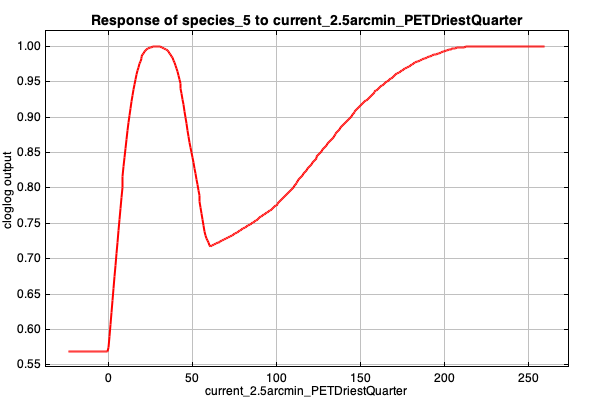 Response of species_5 to current_2.5arcmin_PETDriestQuarter
1.00
0.95
0.90
0.85
0.80
0.75
0.70
0.65
0.60
0.55
cloglog output
0 50 100 150 200 250
current_2.5arcmin_PETDriestQuarter